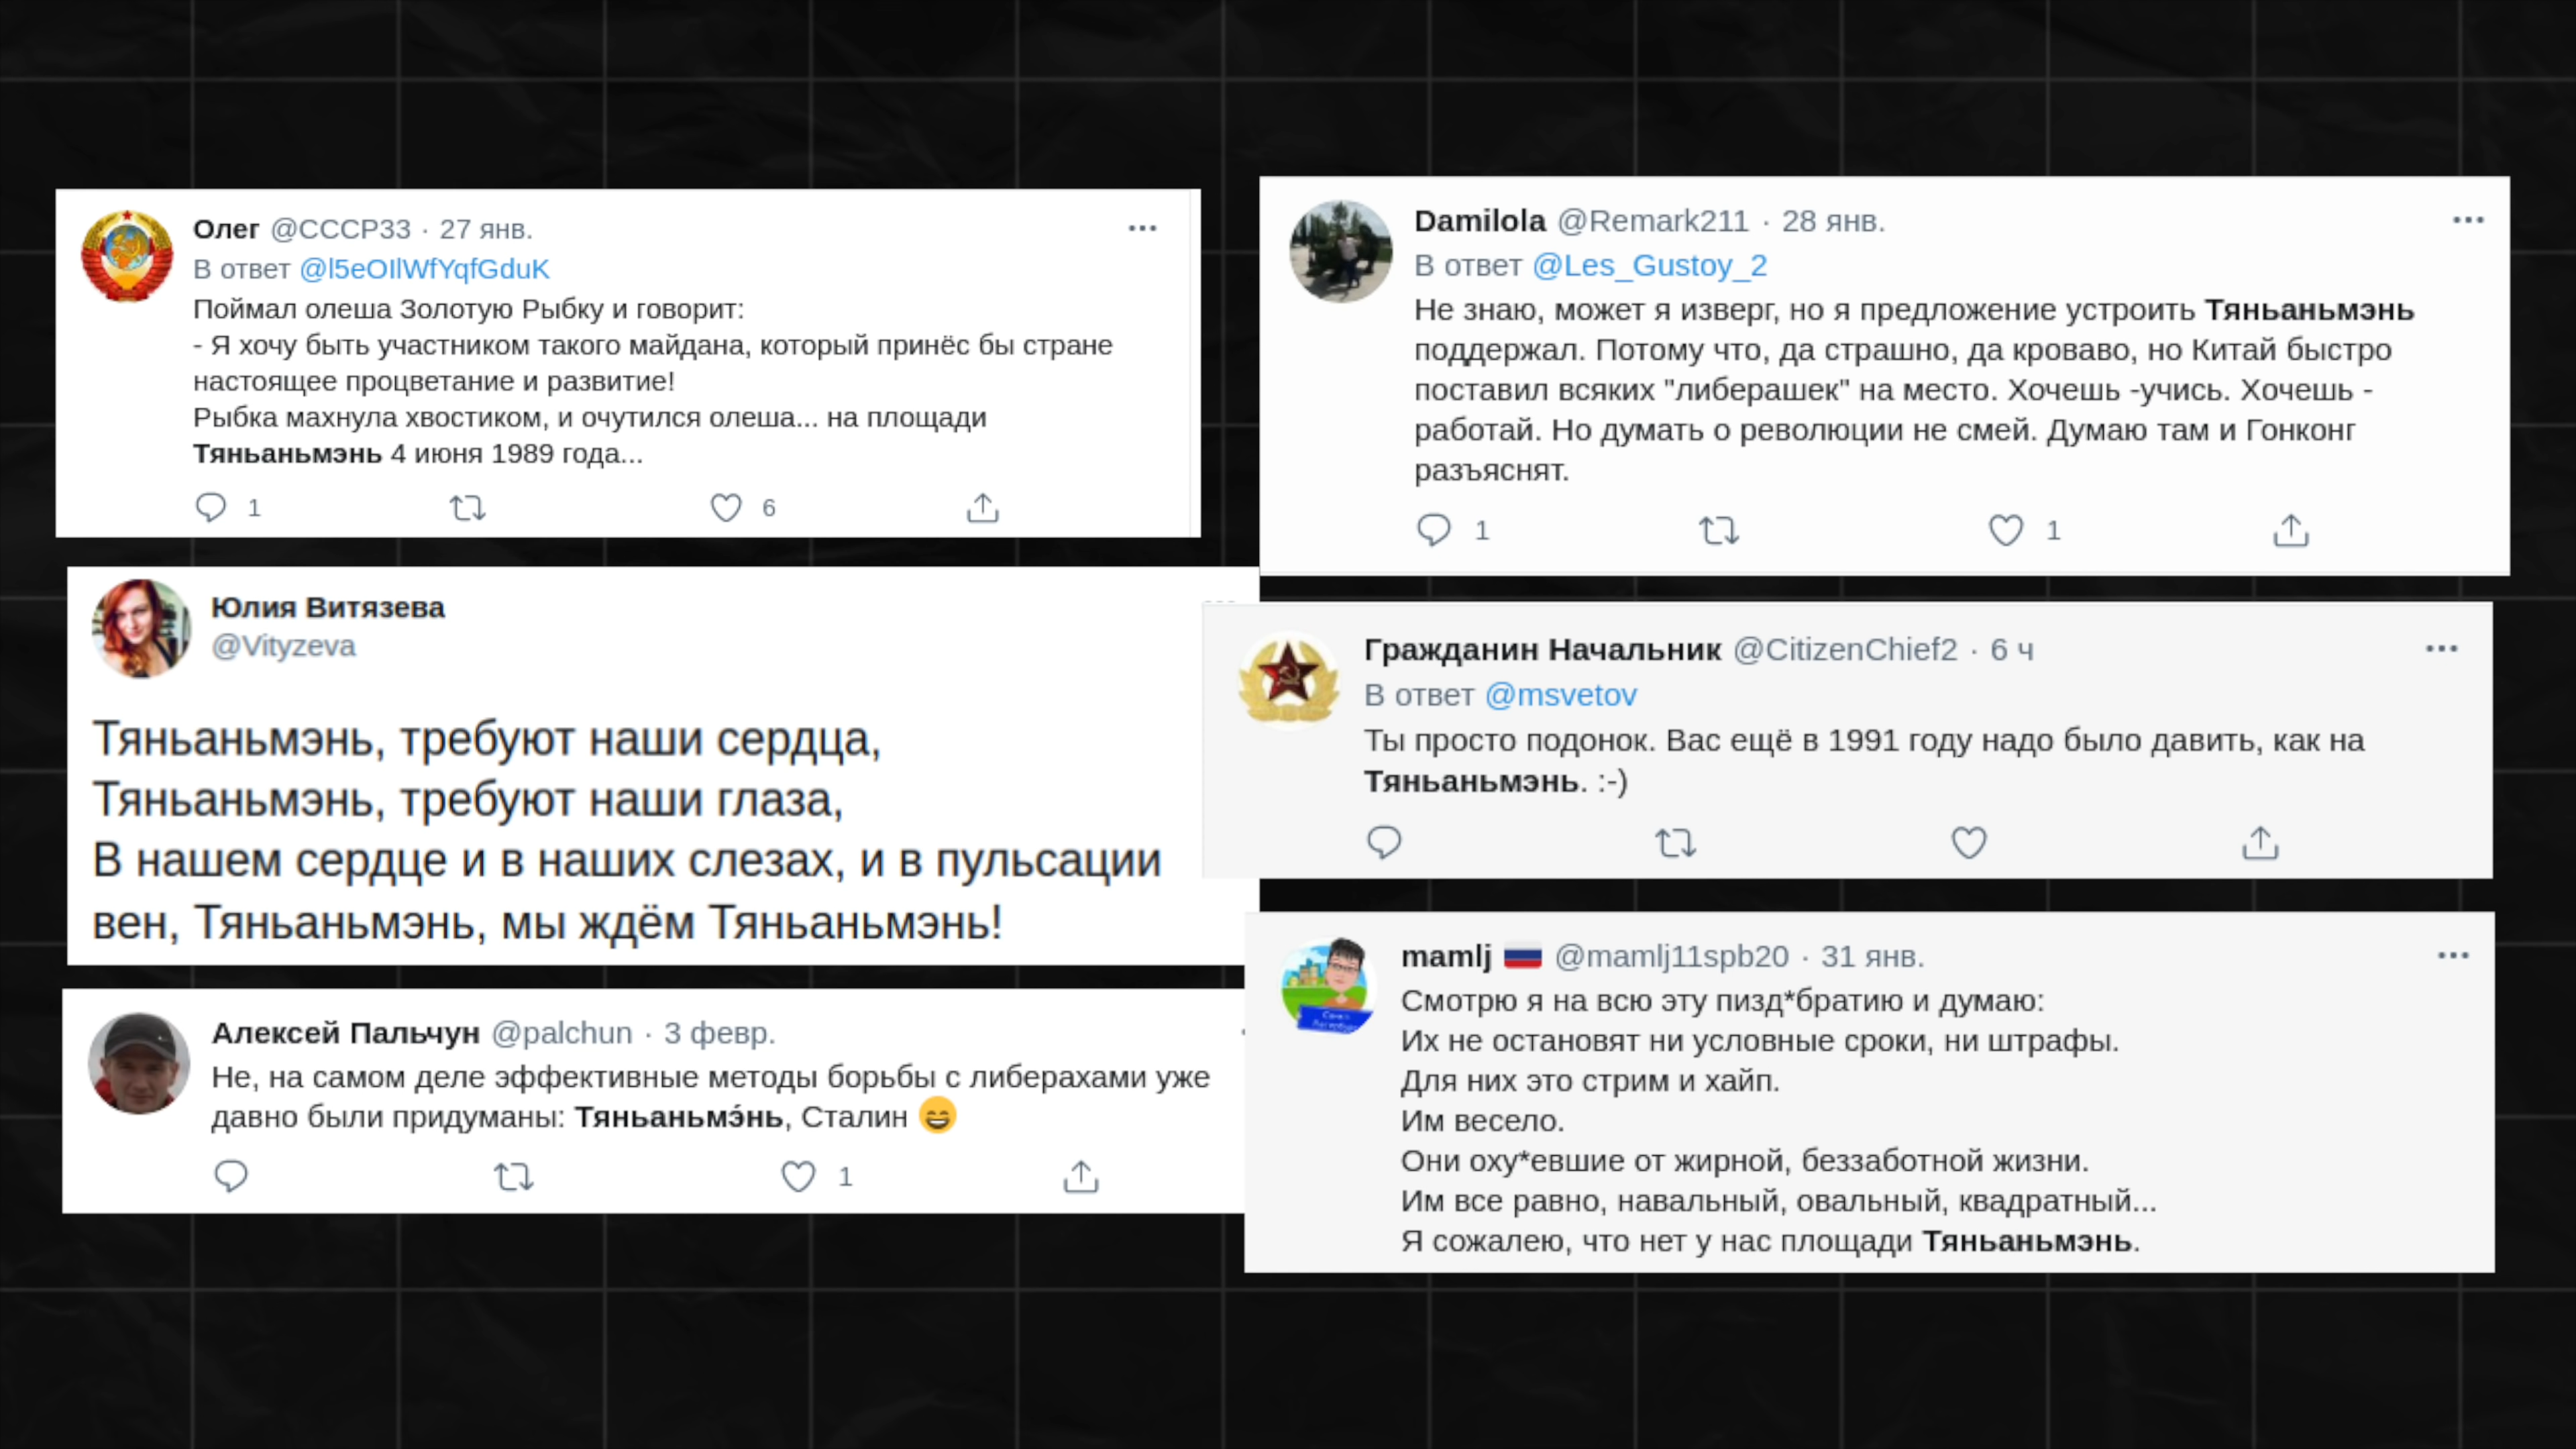 Олег @CCCP33 · 27 янв.
В ответ @l5eOIlWfYqfGduK
Поймал олеша Золотую Рыбку и говорит:
- Я хочу быть участником такого майдана, который принёс бы стране
настоящее процветание и развитие!
Рыбка махнула хвостиком, и очутился олеша... на площади
Тяньаньмэнь 4 июня 1989 года...
1 6
Юлия Витязева
@Vityzeva
Тяньаньмэнь, требуют наши сердца,
Тяньаньмэнь, требуют наши глаза,
В нашем сердце и в наших слезах, и в пульсации
вен, Тяньаньмэнь, мы ждём Тяньаньмэнь!
Алексей Пальчун @palchun · 3 февр.
Не, на самом деле эффективные методы борьбы с либерахами уже
давно были придуманы: Тяньаньмэ́нь, Сталин 😄
1
Damilola @Remark211 · 28 янв.
В ответ @Les_Gustoy_2
Не знаю, может я изверг, но я предложение устроить Тяньаньмэнь
поддержал. Потому что, да страшно, да кроваво, но Китай быстро
поставил всяких "либерашек" на место. Хочешь -учись. Хочешь -
работай. Но думать о революции не смей. Думаю там и Гонконг
разъяснят.
1 1
Гражданин Начальник @CitizenChief2 · 6 ч
В ответ @msvetov
Ты просто подонок. Вас ещё в 1991 году надо было давить, как на
Тяньаньмэнь. :-)
mamlj 🇷🇺 @mamlj11spb20 · 31 янв.
Смотрю я на всю эту пизд*братию и думаю:
Их не остановят ни условные сроки, ни штрафы.
Для них это стрим и хайп.
Им весело.
Они оху*евшие от жирной, беззаботной жизни.
Им все равно, навальный, овальный, квадратный...
Я сожалею, что нет у нас площади Тяньаньмэнь.